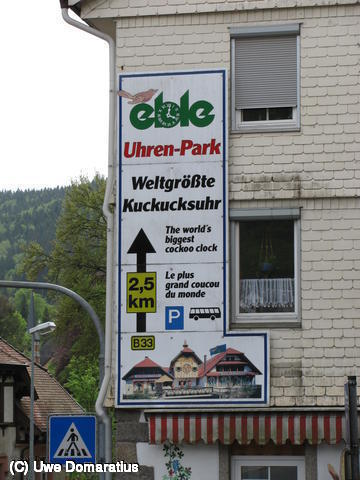 eble
Uhren-Park
Weltgrößte
Kuckucksuhr
The world's
biggest
cockoo clock
2,5
km
Le plus
grand coucou
du monde
P
B33
(C) Uwe Domaratius